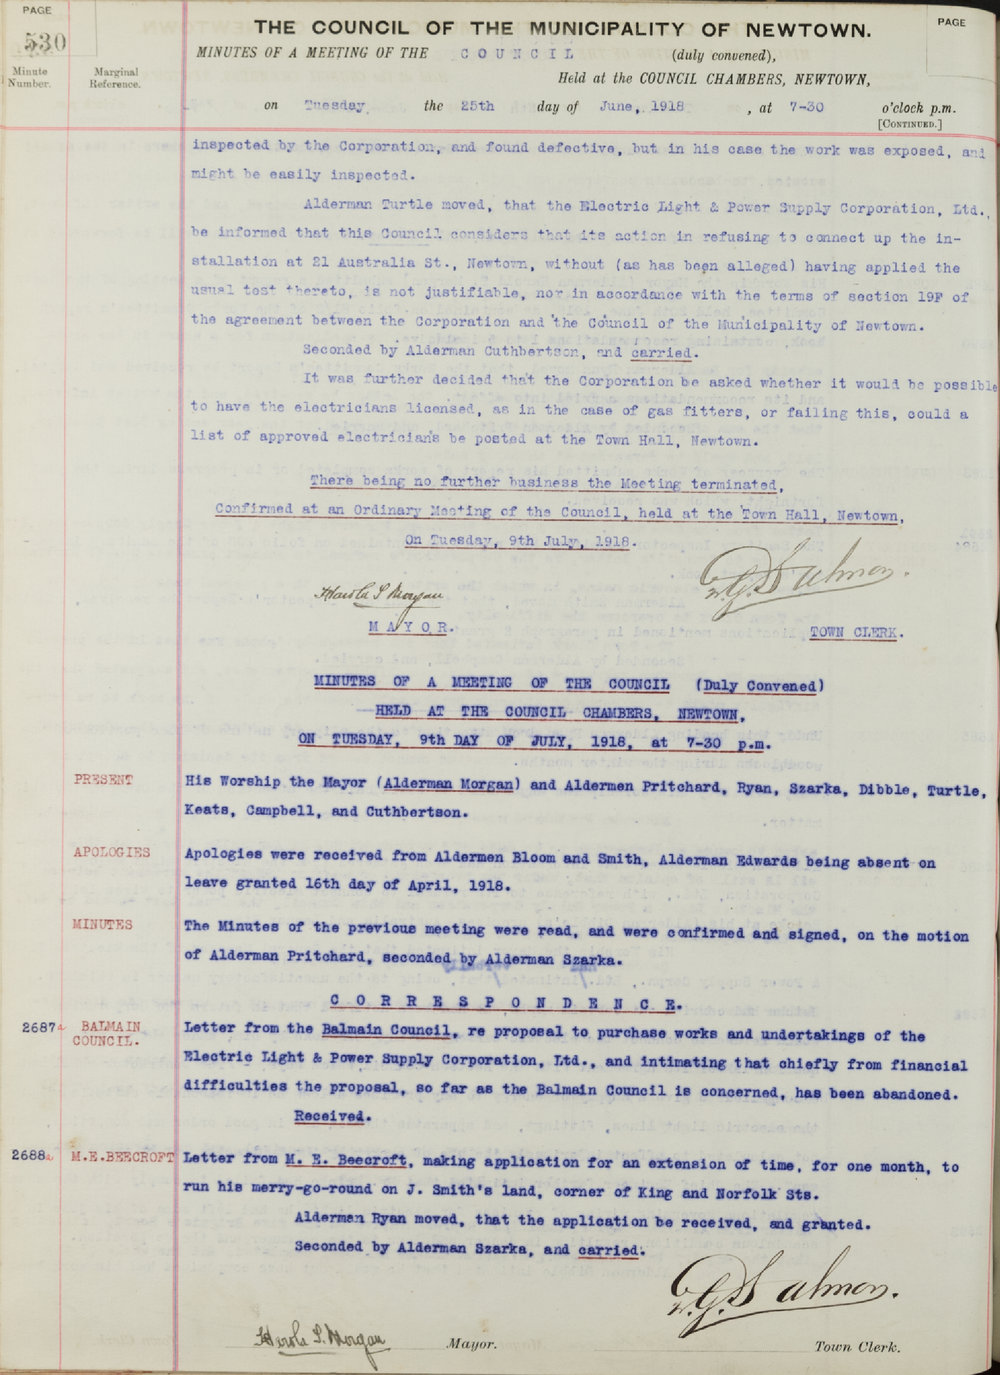 PAGE
530
Minute Number.
Marginal Reference.
THE COUNCIL OF THE MUNICIPALITY OF NEWTOWN.
PAGE
MINUTES OF A MEETING OF THE COUNCIL (duly convened),
Held at the COUNCIL CHAMBERS, NEWTOWN,
on Tuesday the 25th day of June, 1918 , at 7-30 o'clock p.m.
[CONTINUED.]
inspected by the Corporation, and found defective, but in his case the work was exposed, and
might be easily inspected.
Alderman Turtle moved, that the Electric Light & Power Supply Corporation, Ltd.,
be informed that this Council considers that its action in refusing to connect up the in-
stallation at 21 Australia St., Newtown, without (as has been alleged) having applied the
usual test thereto, is not justifiable, nor in accordance with the terms of section 19F of
the agreement between the Corporation and the Council of the Municipality of Newtown.
Seconded by Alderman Cuthbertson, and carried.
It was further decided that the Corporation be asked whether it would be possible
to have the electricians licensed, as in the case of gas fitters, or failing this, could a
list of approved electricians be posted at the Town Hall, Newtown.
There being no further business the Meeting terminated,
Confirmed at an Ordinary Meeting of the Council, held at the Town Hall, Newtown,
On Tuesday, 9th July, 1918.
Harold S. Morgan
MAYOR.
W.G. Salmon.
TOWN CLERK.
MINUTES OF A MEETING OF THE COUNCIL (Duly Convened)
HELD AT THE COUNCIL CHAMBERS, NEWTOWN,
ON TUESDAY, 9th DAY OF JULY, 1918, at 7-30 p.m.
PRESENT
His Worship the Mayor (Alderman Morgan) and Aldermen Pritchard, Ryan, Szarka, Dibble, Turtle,
Keats, Campbell, and Cuthbertson.
APOLOGIES
Apologies were received from Aldermen Bloom and Smith, Alderman Edwards being absent on
leave granted 16th day of April, 1918.
MINUTES
The Minutes of the previous meeting were read, and were confirmed and signed, on the motion
of Alderman Pritchard, seconded by Alderman Szarka.
CORRESPONDENCE.
2687a BALMAIN COUNCIL.
Letter from the Balmain Council, re proposal to purchase works and undertakings of the
Electric Light & Power Supply Corporation, Ltd., and intimating that chiefly from financial
difficulties the proposal, so far as the Balmain Council is concerned, has been abandoned.
Received.
2688a M.E.BEECROFT
Letter from M. E. Beecroft, making application for an extension of time, for one month, to
run his merry-go-round on J. Smith's land, corner of King and Norfolk Sts.
Alderman Ryan moved, that the application be received, and granted.
Seconded by Alderman Szarka, and carried.
W.G. Salmon.
Harold S. Morgan
Mayor.
Town Clerk.